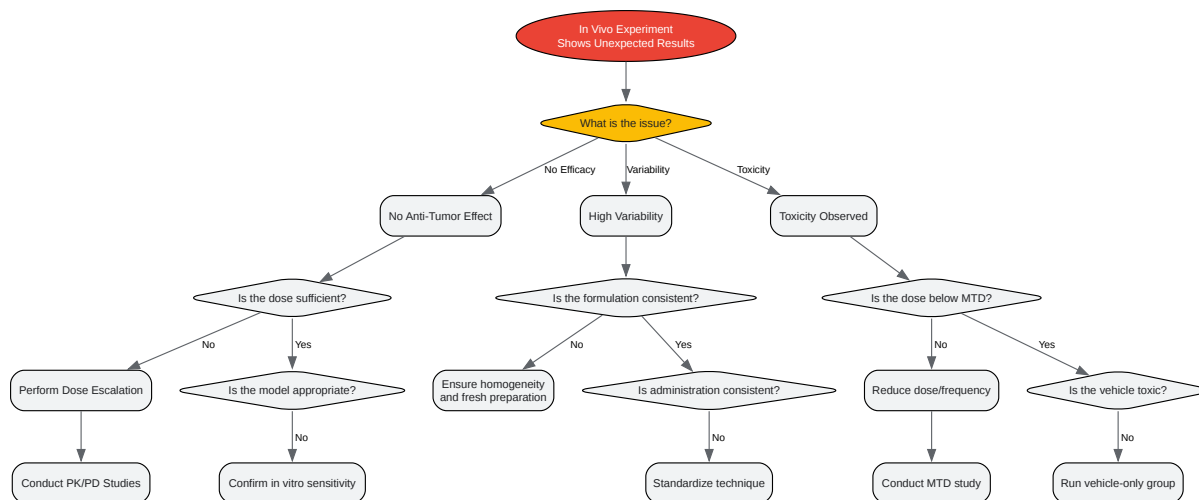 In Vivo Experiment
Shows Unexpected Results
What is the issue?
No Efficacy
Variability
Toxicity
No Anti-Tumor Effect
High Variability
Toxicity Observed
Is the dose sufficient?
Is the formulation consistent?
Is the dose below MTD?
No
Yes
No
Yes
No
Yes
Perform Dose Escalation
Is the model appropriate?
Ensure homogeneity
and fresh preparation
Is administration consistent?
Reduce dose/frequency
Is the vehicle toxic?
No
No
No
Conduct PK/PD Studies
Confirm in vitro sensitivity
Standardize technique
Conduct MTD study
Run vehicle-only group